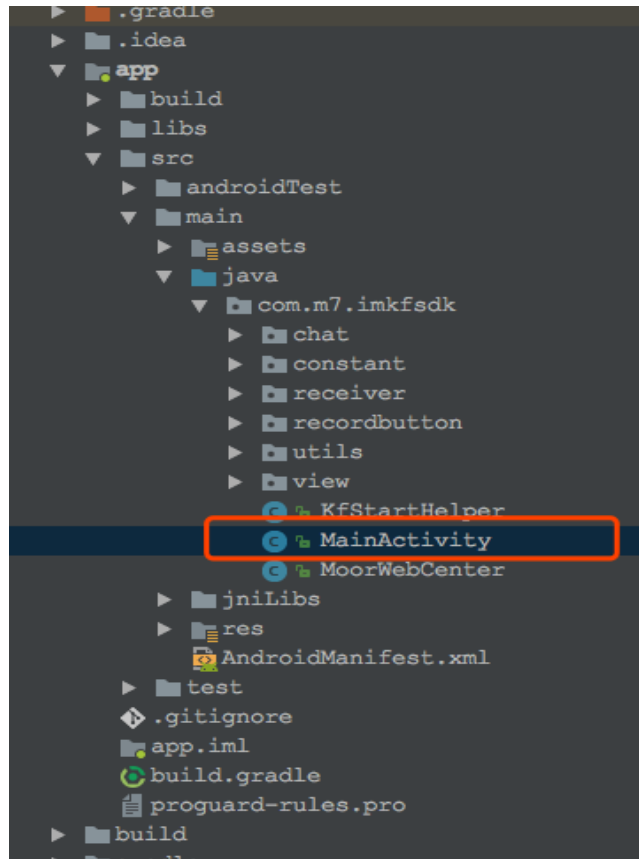 .gradle
.idea
app
build
libs
src
androidTest
main
assets
java
com.m7.imkfsdk
chat
constant
receiver
recordbutton
utils
view
KfStartHelper
MainActivity
MoorWebCenter
jniLibs
res
AndroidManifest.xml
test
.gitignore
app.iml
build.gradle
proguard-rules.pro
build